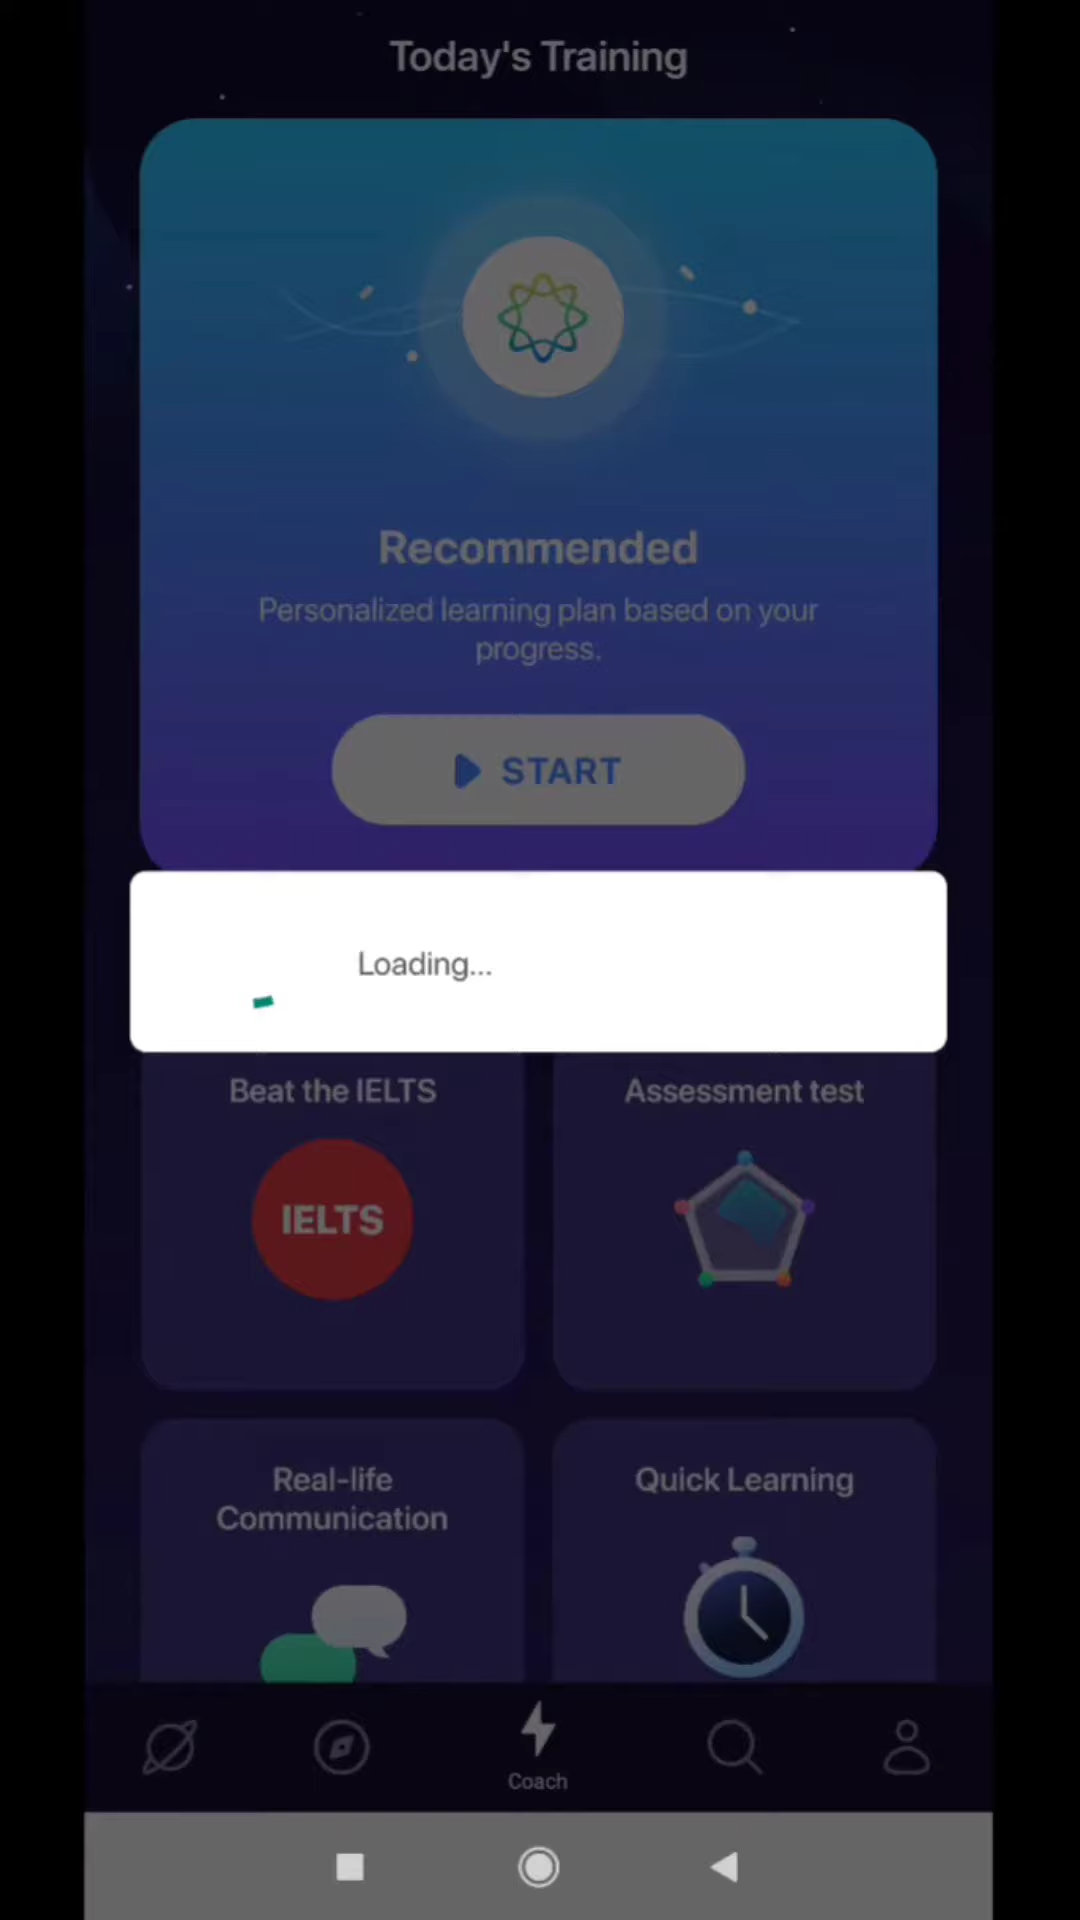 Today's Training
Recommended
Personalized learning plan based on your
progress.
START
Loading...
Beat the IELTS
Assessment test
IELTS
Real-life
Communication
Quick Learning
Coach